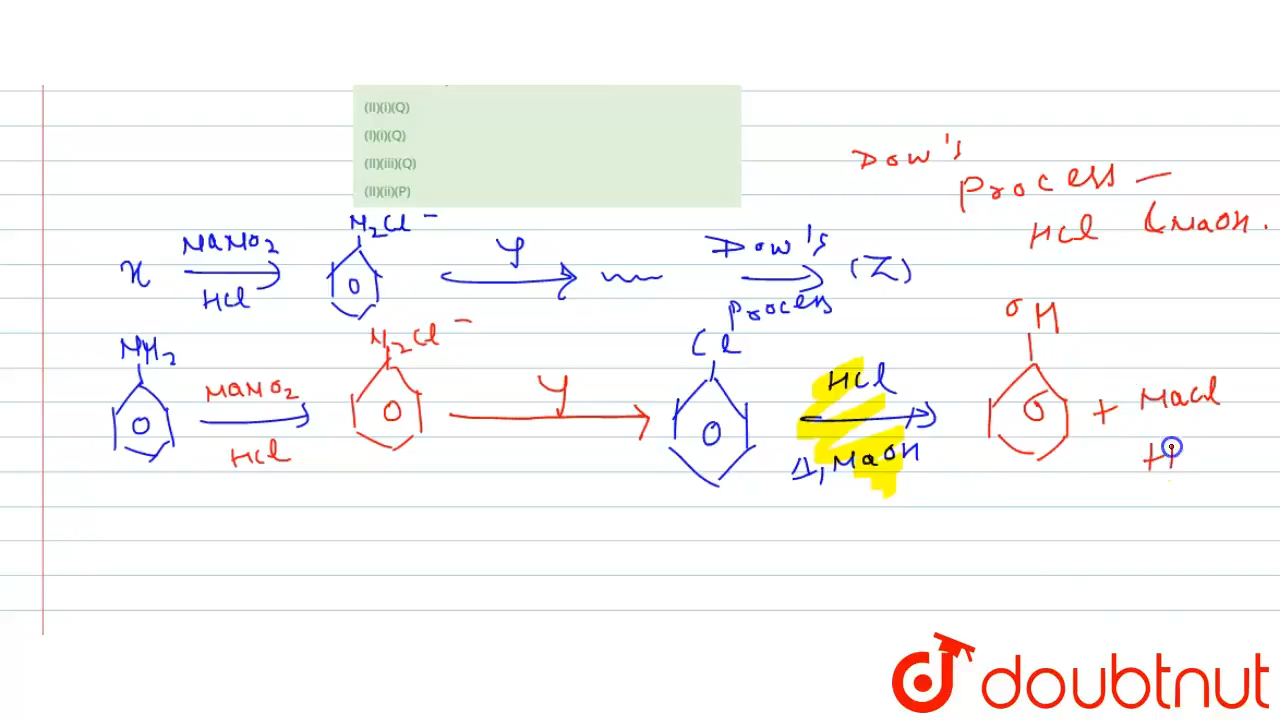 (II)(i)(Q)
(I)(i)(Q)
(II)(iii)(Q)
(II)(ii)(P)
Dow's
Process —
HCl (NaOH.
x NaNO2 HCl
N2Cl –
y
Dow's Process
(Z)
NH2
NaNO2
HCl
N2Cl –
y
Cl
HCl
Δ, NaOH
OH
+ NaCl
+
doubtnut